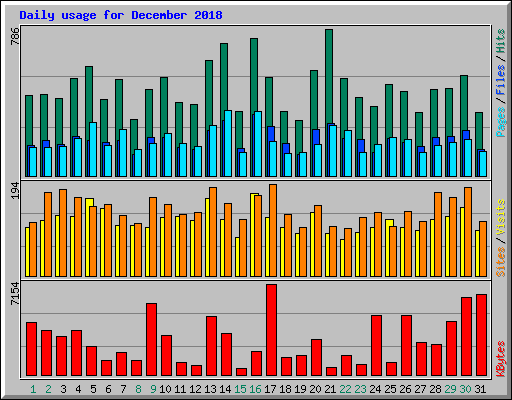 Daily usage for December 2018
786
Pages/Files/Hits
194
Sites/Visits
7154
KBytes
1 2 3 4 5 6 7 8 9 10 11 12 13 14 15 16 17 18 19 20 21 22 23 24 25 26 27 28 29 30 31